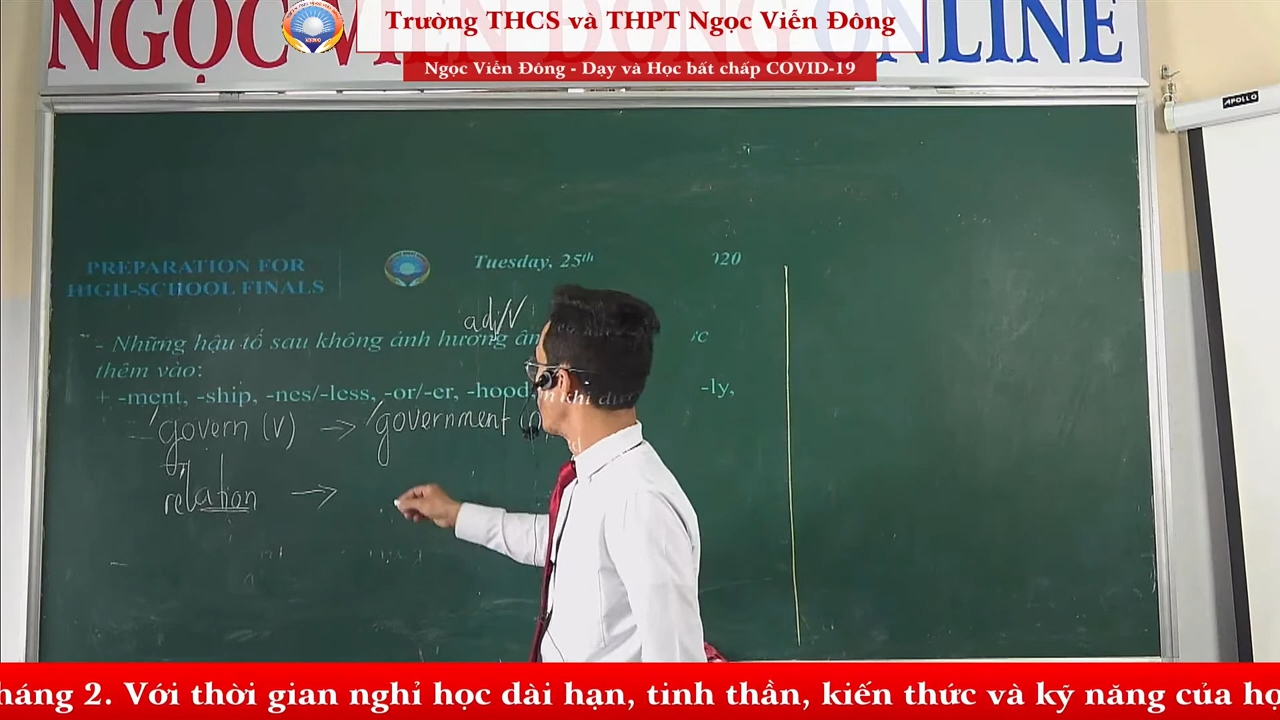 NGỌC VIỄN ĐÔNG ONLINE
Trường THCS và THPT Ngọc Viễn Đông
Ngọc Viễn Đông - Dạy và Học bất chấp COVID-19
APOLLO
PREPARATION FOR
HIGH-SCHOOL FINALS
Tuesday, 25th 020
adj/V
- Những hậu tố sau không ảnh hưởng
thêm vào:
+ -ment, -ship, -nes/-less, -or/-er, -hood, -ly,
'govern (V) → 'government (n
relation →
háng 2. Với thời gian nghỉ học dài hạn, tinh thần, kiến thức và kỹ năng của họ